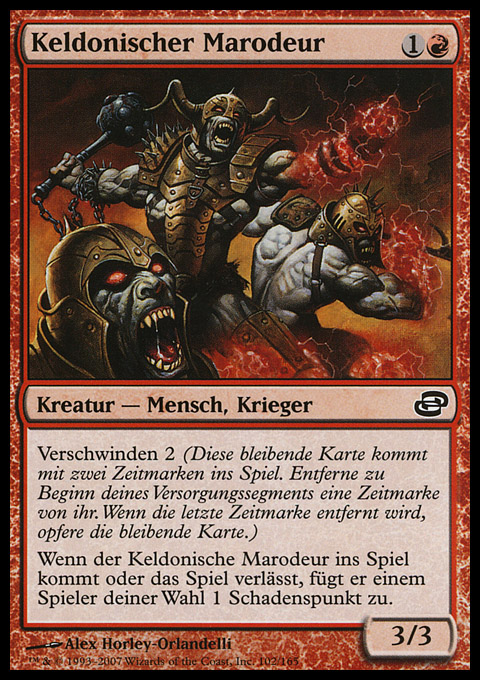 Keldonischer Marodeur
1
Kreatur — Mensch, Krieger
Verschwinden 2 (Diese bleibende Karte kommt
mit zwei Zeitmarken ins Spiel. Entferne zu
Beginn deines Versorgungssegments eine Zeitmarke
von ihr. Wenn die letzte Zeitmarke entfernt wird,
opfere die bleibende Karte.)
Wenn der Keldonische Marodeur ins Spiel
kommt oder das Spiel verlässt, fügt er einem
Spieler deiner Wahl 1 Schadenspunkt zu.
Alex Horley-Orlandelli
3/3
™ & © 1993–2007 Wizards of the Coast, Inc. 102/165